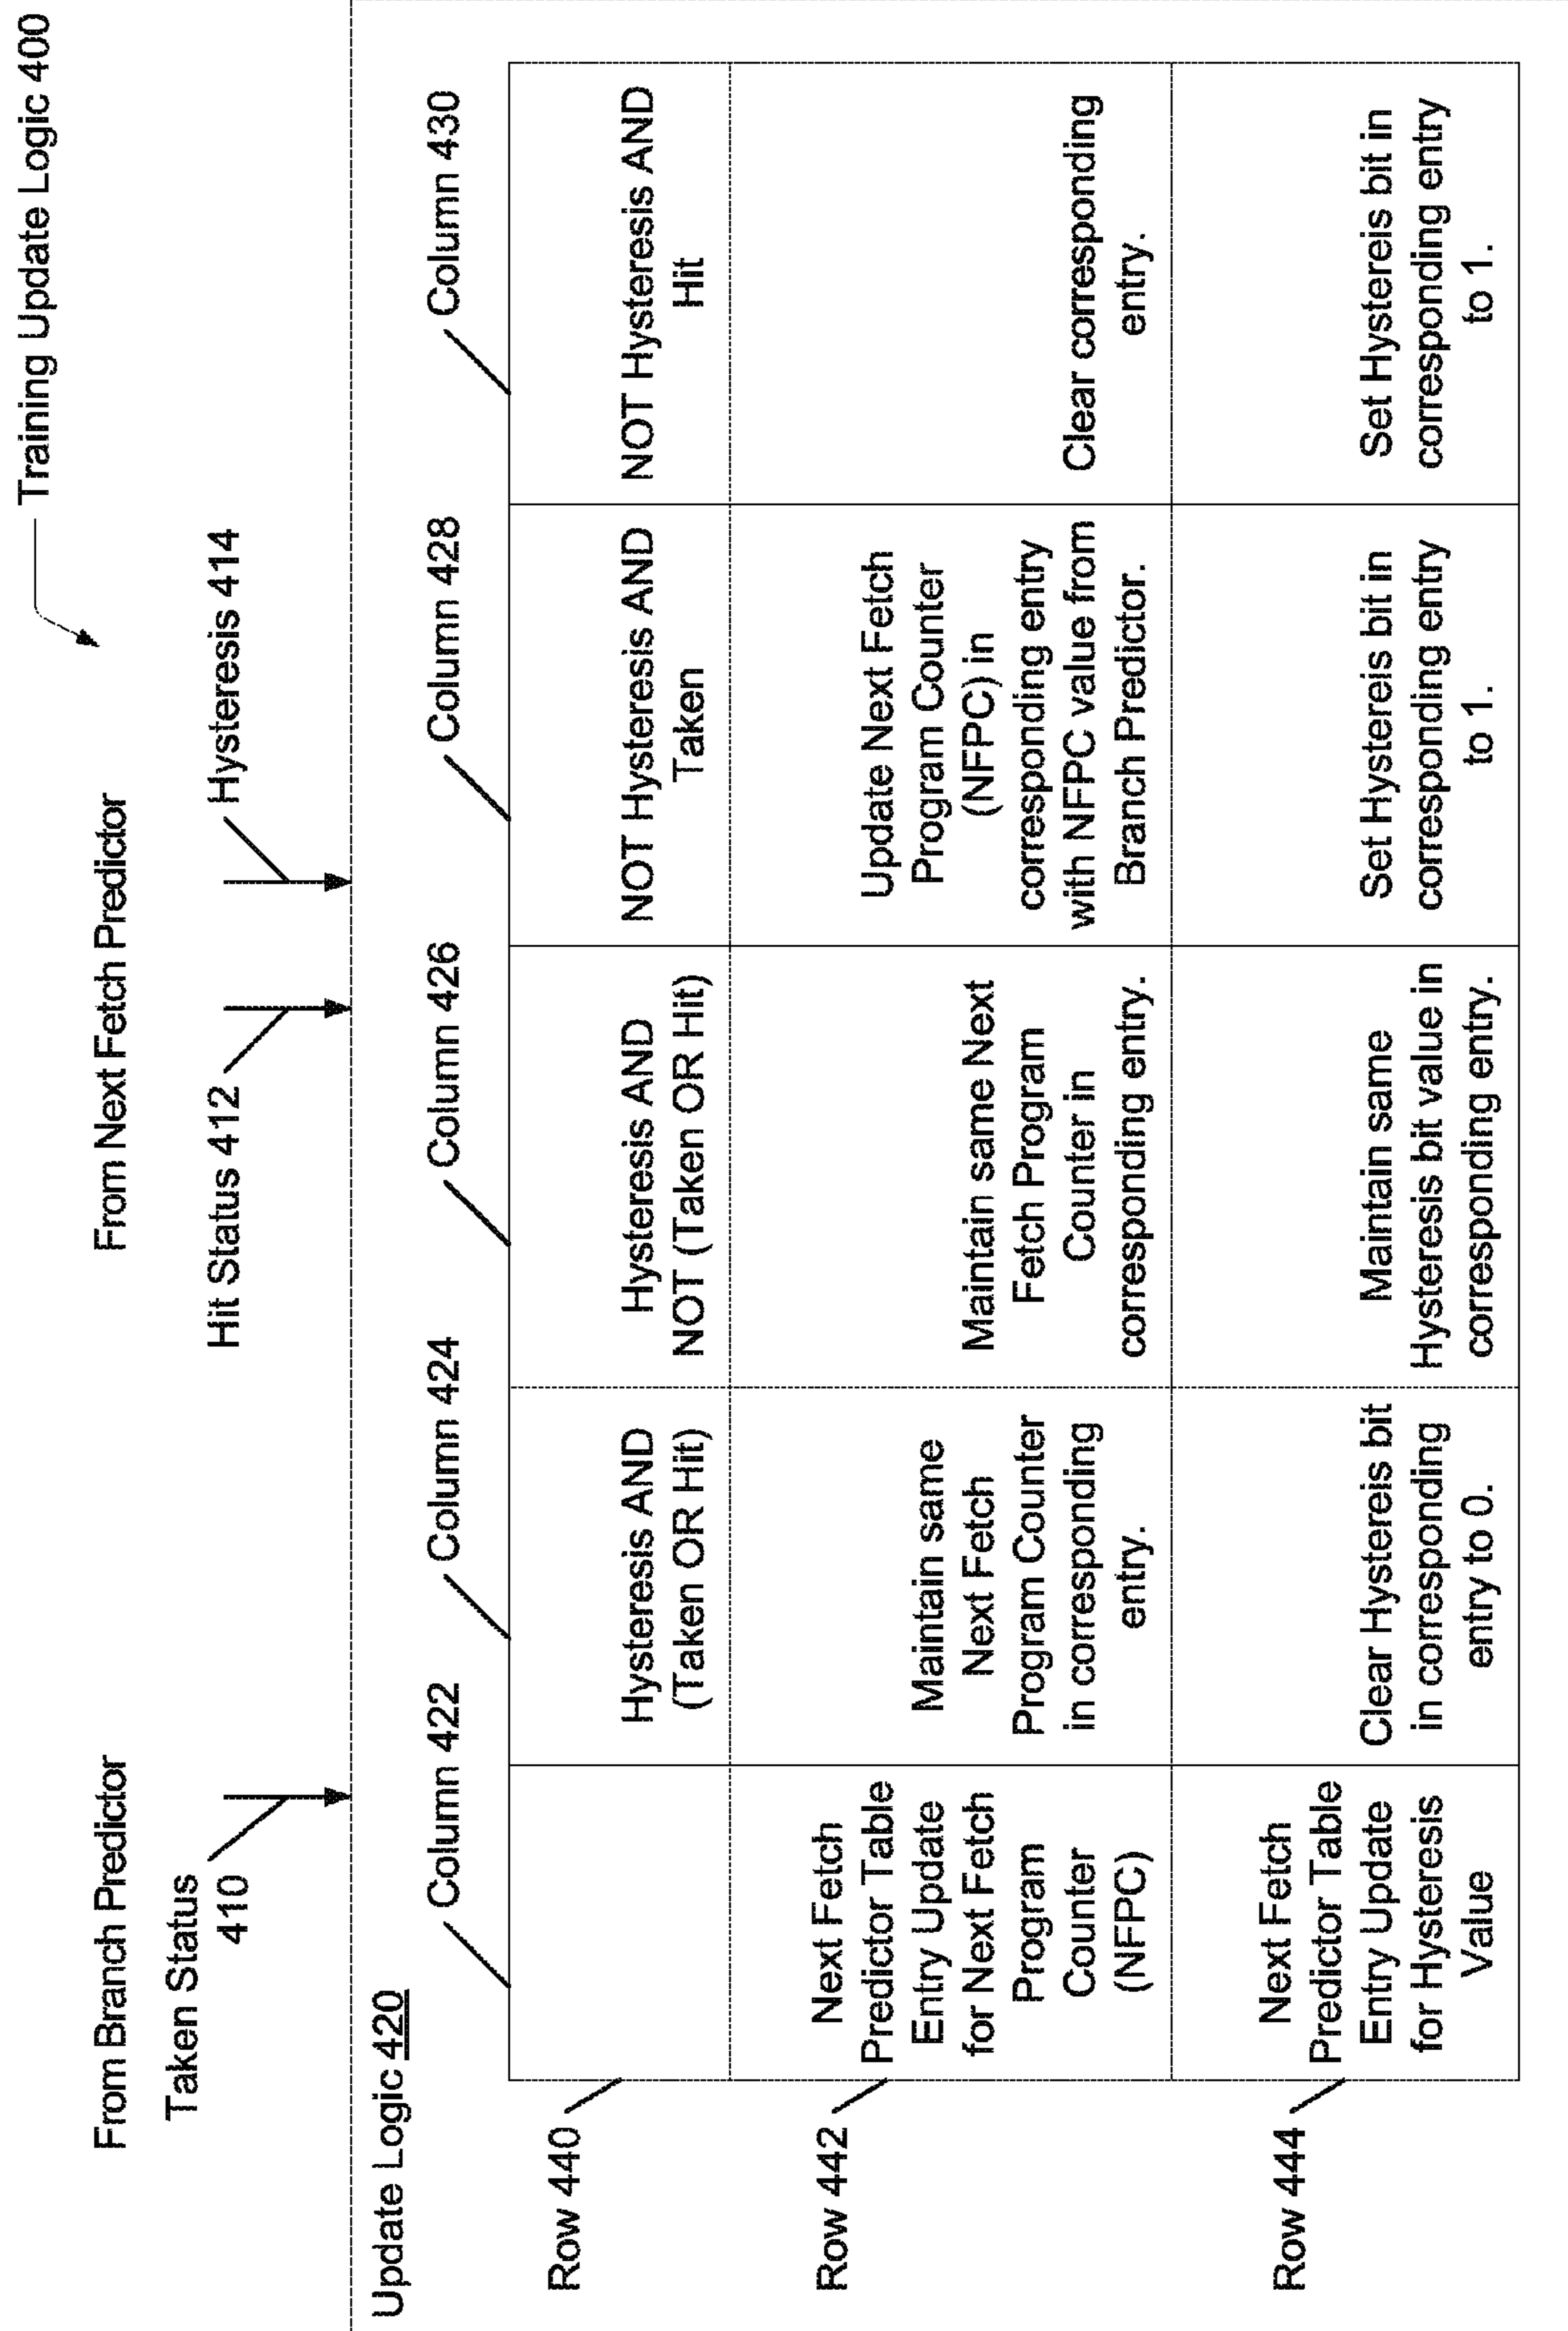 Training Update Logic 400
From Branch Predictor
From Next Fetch Predictor
Taken Status
410
Hit Status 412
Hysteresis 414
Update Logic 420
Column 422
Column 424
Column 426
Column 428
Column 430
Row 440
Hysteresis AND
(Taken OR Hit)
Hysteresis AND
NOT (Taken OR Hit)
NOT Hysteresis AND
Taken
NOT Hysteresis AND
Hit
Row 442
Next Fetch
Predictor Table
Entry Update
for Next Fetch
Program
Counter
(NFPC)
Maintain same
Next Fetch
Program Counter
in corresponding
entry.
Maintain same Next
Fetch Program
Counter in
corresponding entry.
Update Next Fetch
Program Counter
(NFPC) in
corresponding entry
with NFPC value from
Branch Predictor.
Clear corresponding
entry.
Row 444
Next Fetch
Predictor Table
Entry Update
for Hysteresis
Value
Clear Hystereis bit
in corresponding
entry to 0.
Maintain same
Hysteresis bit value in
corresponding entry.
Set Hystereis bit in
corresponding entry
to 1.
Set Hystereis bit in
corresponding entry
to 1.